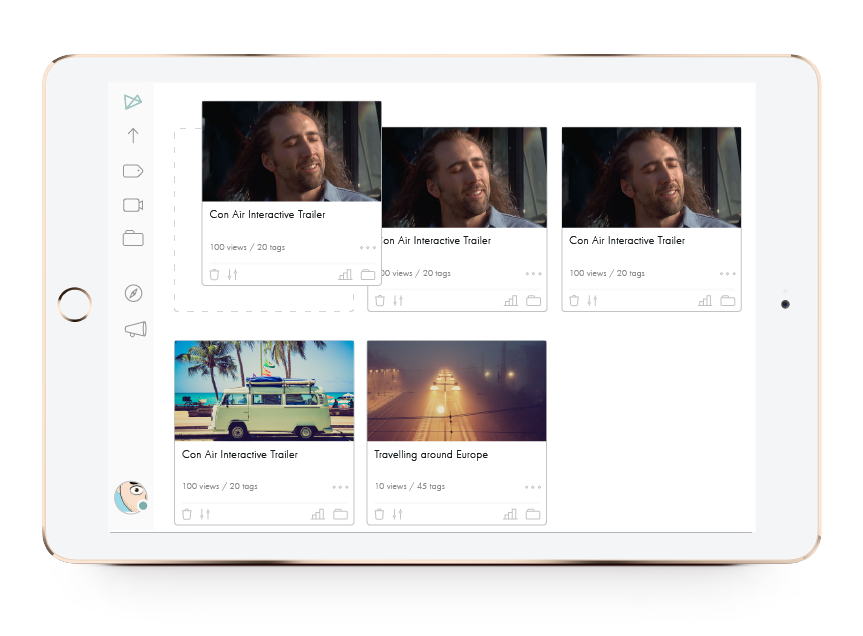 Con Air Interactive Trailer
100 views / 20 tags
Con Air Interactive Trailer
00 views / 20 tags
Con Air Interactive Trailer
100 views / 20 tags
Con Air Interactive Trailer
100 views / 20 tags
Travelling around Europe
10 views / 45 tags